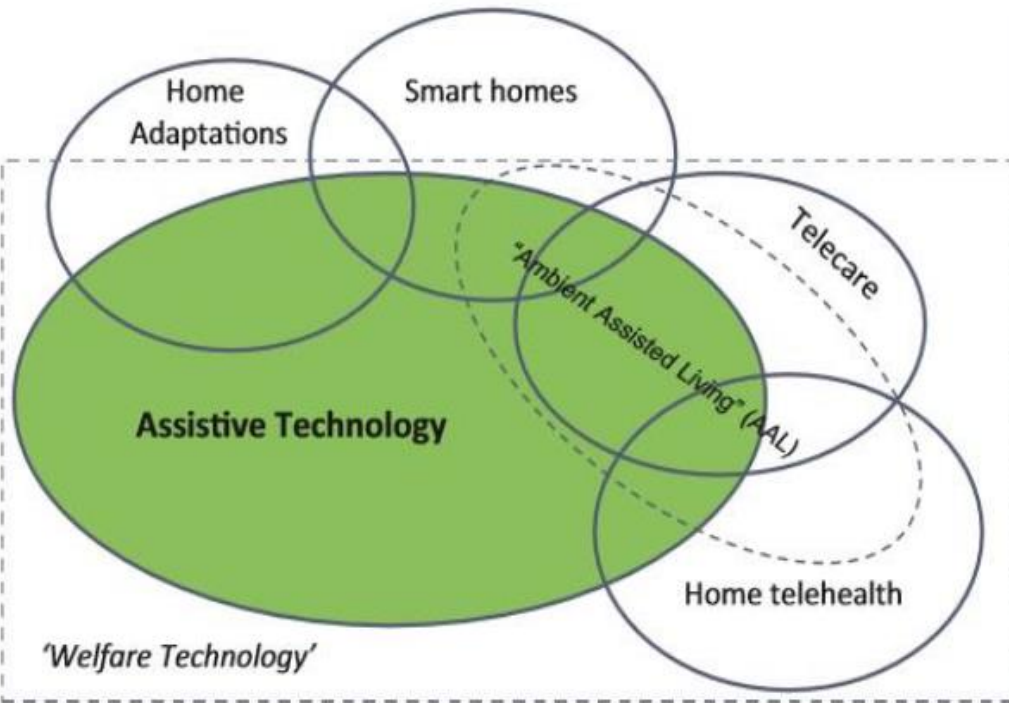 Home
Adaptations
Smart homes
Telecare
“Ambient Assisted Living” (AAL)
Assistive Technology
Home telehealth
‘Welfare Technology’